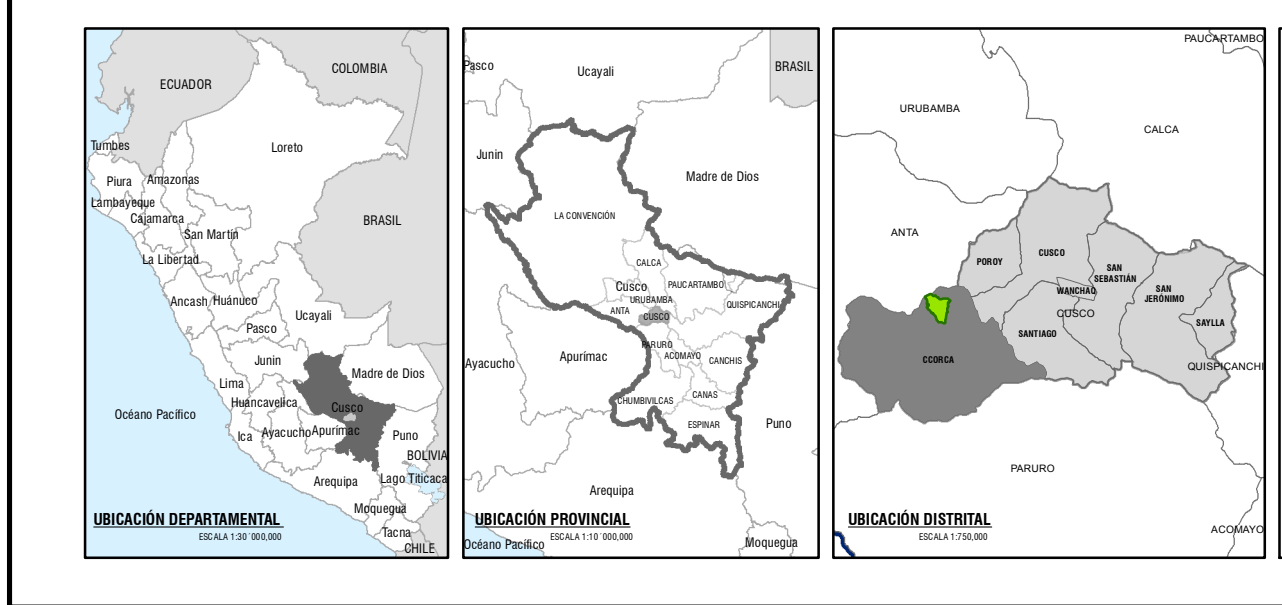 ECUADOR
COLOMBIA
Tumbes
Loreto
Piura
Amazonas
Lambayeque
Cajamarca
San Martín
BRASIL
La Libertad
Ancash
Huánuco
Ucayali
Pasco
Junin
Madre de Dios
Lima
Huancavelica
Cusco
Océano Pacífico
Ica
Ayacucho
Apurímac
Puno
BOLIVIA
Arequipa
Lago Titicaca
Moquegua
Tacna
CHILE
UBICACIÓN DEPARTAMENTAL
ESCALA 1:30´000,000
Pasco
Ucayali
BRASIL
Junin
Madre de Dios
LA CONVENCIÓN
CALCA
Cusco
PAUCARTAMBO
URUBAMBA
QUISPICANCHI
ANTA
CUSCO
PARURO
ACOMAYO
CANCHIS
Ayacucho
Apurímac
CHUMBIVILCAS
CANAS
ESPINAR
Puno
Arequipa
UBICACIÓN PROVINCIAL
ESCALA 1:10´000,000
Océano Pacífico
Moquegua
PAUCARTAMBO
URUBAMBA
CALCA
ANTA
POROY
CUSCO
SAN
SEBASTIÁN
WANCHAQ
SAN
JERÓNIMO
CUSCO
SANTIAGO
SAYLLA
CCORCA
QUISPICANCHI
PARURO
UBICACIÓN DISTRITAL
ESCALA 1:750,000
ACOMAYO